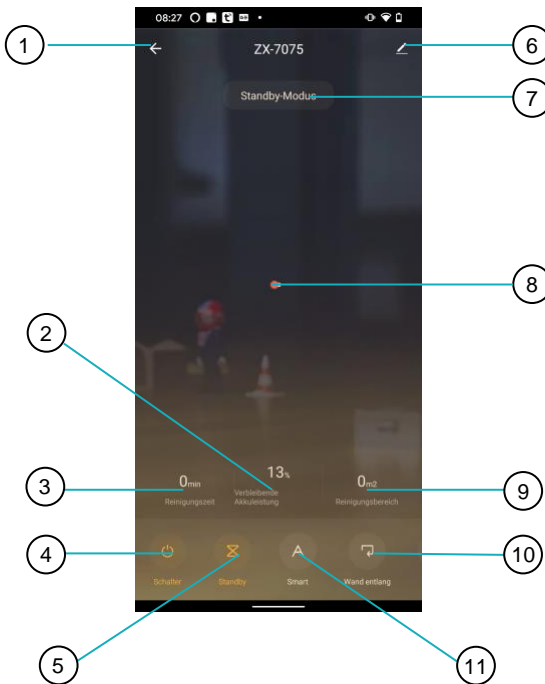 08:27
1
ZX-7075
6
Standby-Modus
7
8
2
3
0min
13%
0m2
9
Reinigungszeit
Verbleibende
Akkuleistung
Reinigungsbereich
4
10
Schalter
Standby
Smart
Wand entlang
5
11